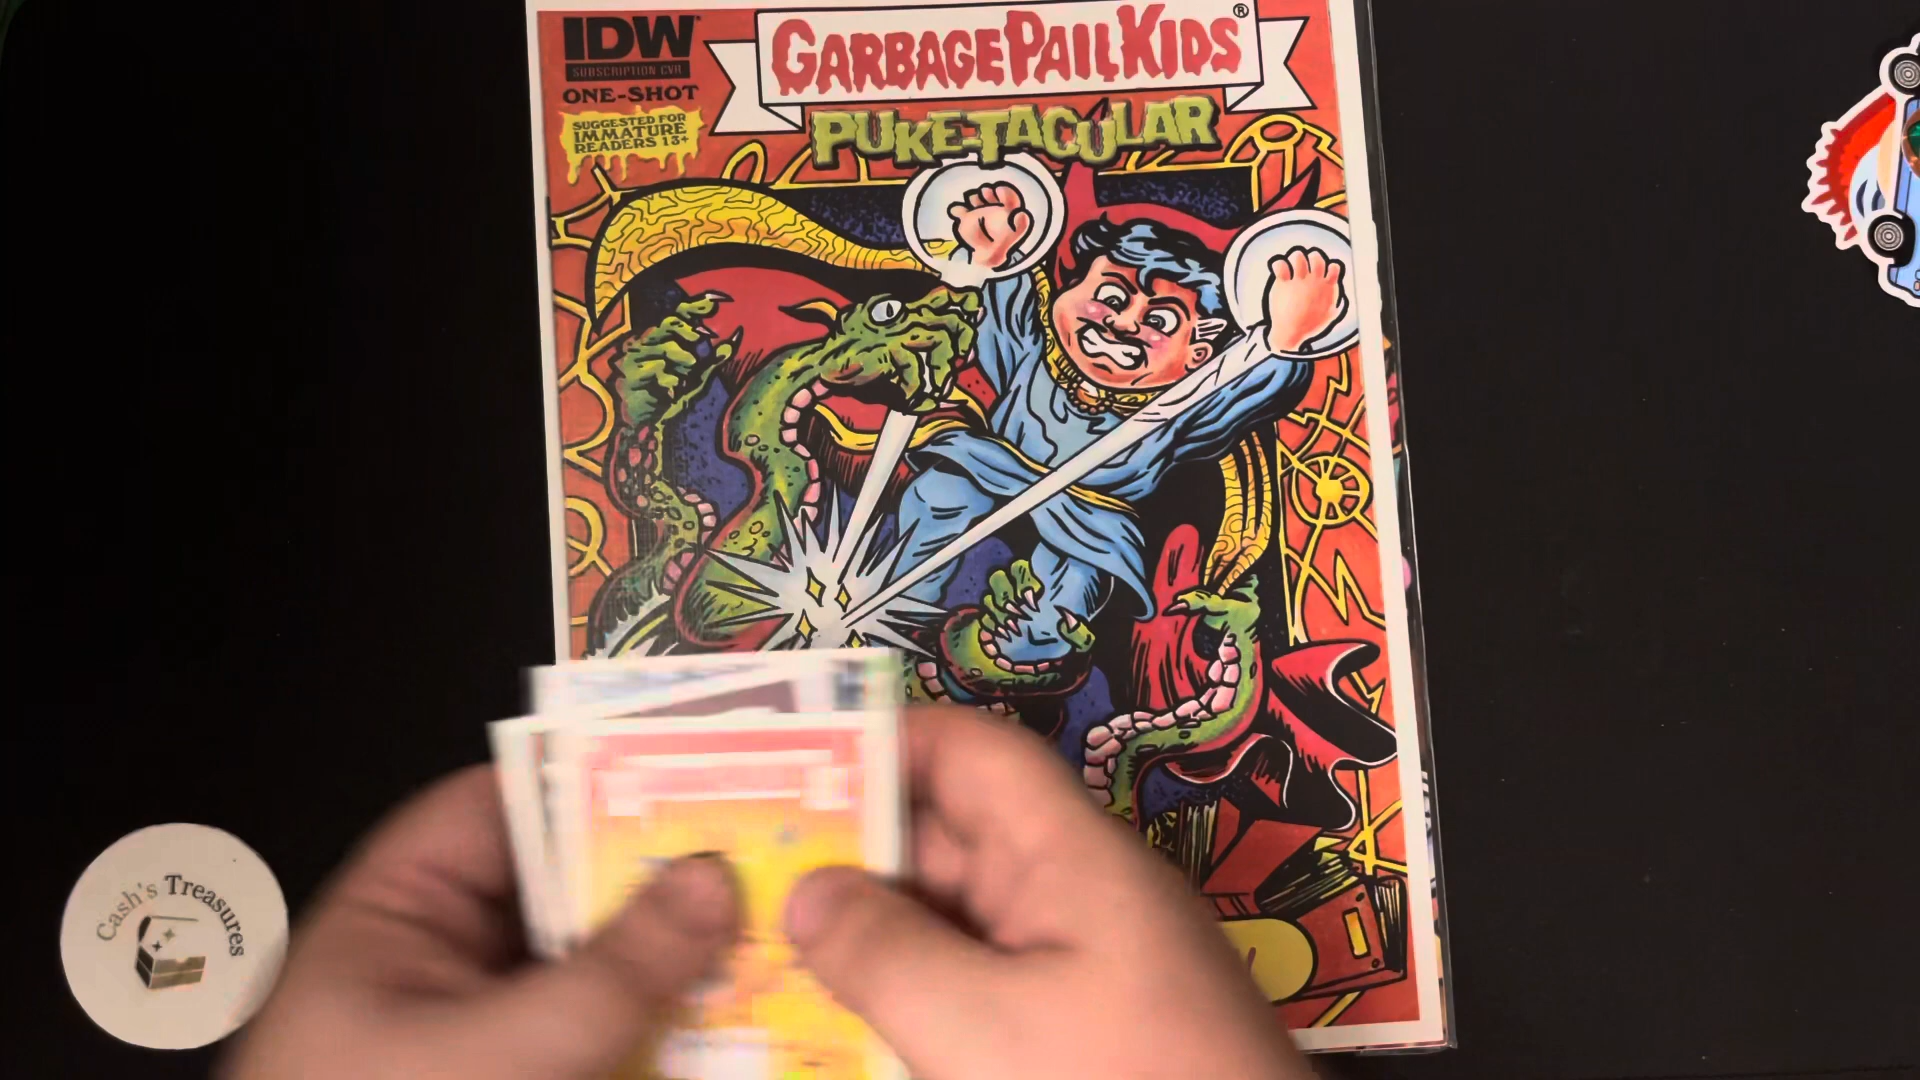 IDW
SUBSCRIPTION CVR
ONE-SHOT
SUGGESTED FOR
IMMATURE
READERS 13+
GARBAGE PAIL KIDS®
PUKE-TACULAR
Cash's Treasures